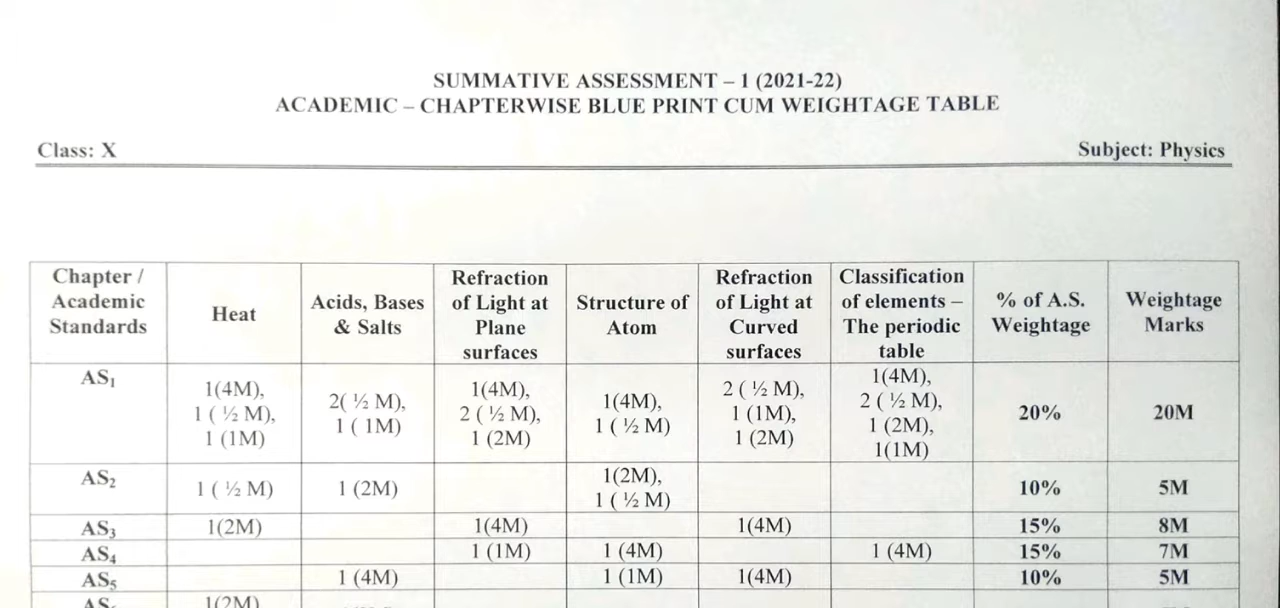 SUMMATIVE ASSESSMENT – 1 (2021-22)
ACADEMIC – CHAPTERWISE BLUE PRINT CUM WEIGHTAGE TABLE
Class: X
Subject: Physics
Chapter /
Academic
Standards
Heat
Acids, Bases
& Salts
Refraction
of Light at
Plane
surfaces
Structure of
Atom
Refraction
of Light at
Curved
surfaces
Classification
of elements –
The periodic
table
% of A.S.
Weightage
Weightage
Marks
AS₁
1(4M),
1 ( ½ M),
1 (1M)
2( ½ M),
1 ( 1M)
1(4M),
2 ( ½ M),
1 (2M)
1(4M),
1 ( ½ M)
2 ( ½ M),
1 (1M),
1 (2M)
1(4M),
2 ( ½ M),
1 (2M),
1(1M)
20%
20M
AS₂
1 ( ½ M)
1 (2M)
1(2M),
1 ( ½ M)
10%
5M
AS₃
1(2M)
1(4M)
1(4M)
15%
8M
AS₄
1 (1M)
1 (4M)
1 (4M)
15%
7M
AS₅
1 (4M)
1 (1M)
1(4M)
10%
5M
1(2M)